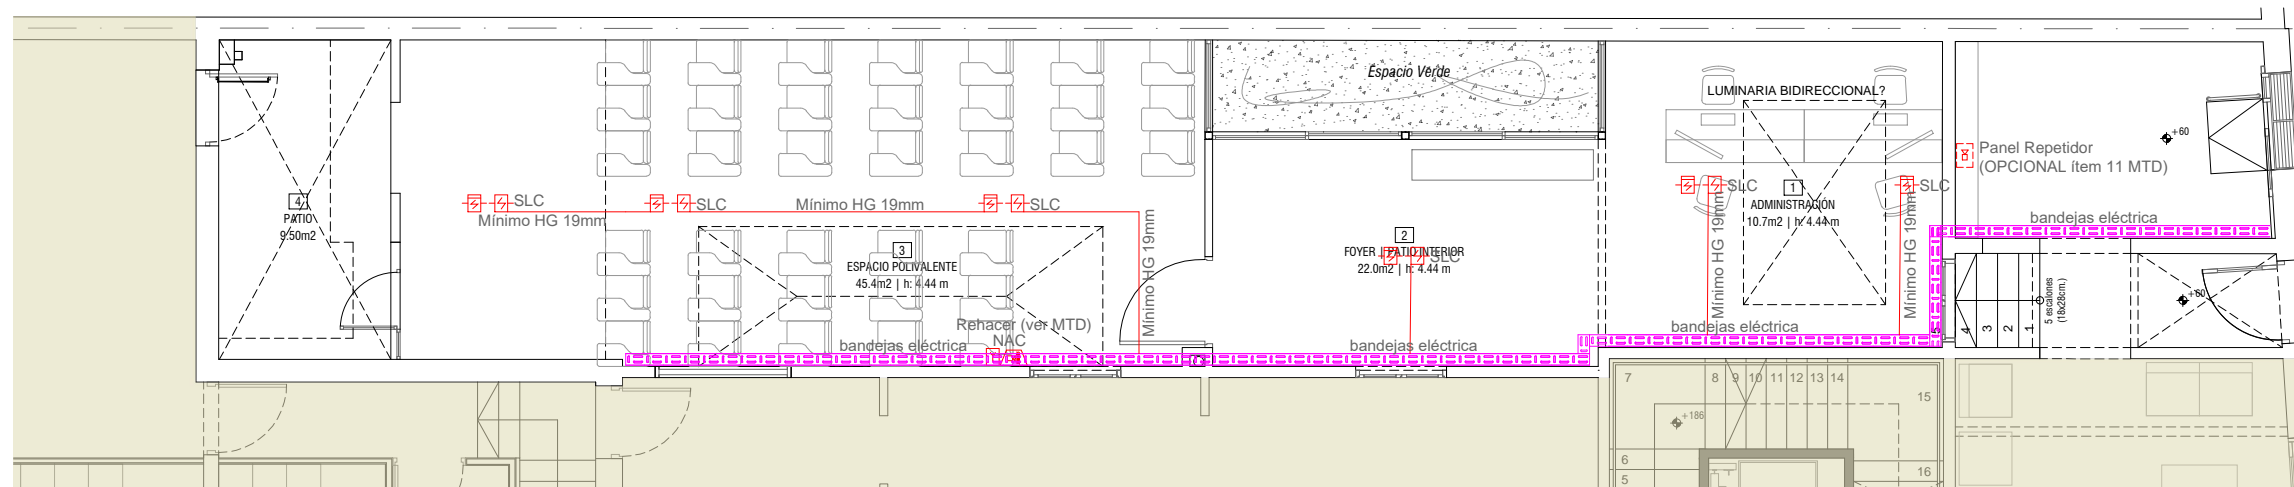 Espacio Verde
LUMINARIA BIDIRECCIONAL?
+60
Panel Repetidor
(OPCIONAL ítem 11 MTD)
SLC
SLC
SLC
SLC
SLC
Mínimo HG 19mm
Mínimo HG 19mm
4
PATIO
9.50m2
1
ADMINISTRACIÓN
10.7m2 | h: 4.44 m
bandejas eléctrica
3
ESPACIO POLIVALENTE
45.4m2 | h: 4.44 m
Mínimo HG 19mm
2
FOYER | PATIO INTERIOR
22.0m2 | h: 4.44 m
SLC
Mínimo HG 19mm
Mínimo HG 19mm
+60
5 escalones
(18x28cm.)
Rehacer (ver MTD)
NAC
bandejas eléctrica
bandejas eléctrica
bandejas eléctrica
5
4
3
2
1
7
8
9
10
11
12
13
14
15
+186
6
5
16